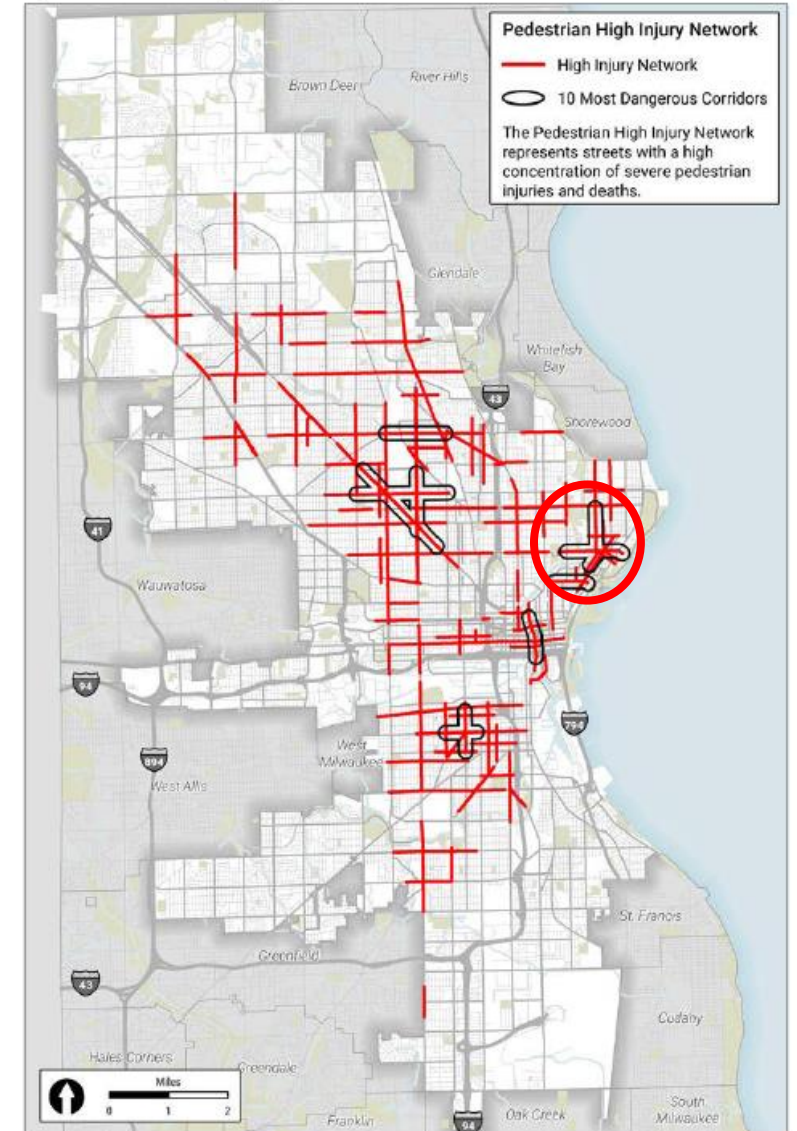 Pedestrian High Injury Network
High Injury Network
10 Most Dangerous Corridors
The Pedestrian High Injury Network
represents streets with a high
concentration of severe pedestrian
injuries and deaths.
Brown Deer
River Hills
Glendale
Whitefish
Bay
43
Shorewood
41
Wauwatosa
94
794
West
Milwaukee
894
West Allis
St. Francis
Greenfield
43
Cudahy
Hales Corners
Greendale
Miles
0 1 2
Franklin
94
Oak Creek
South
Milwaukee